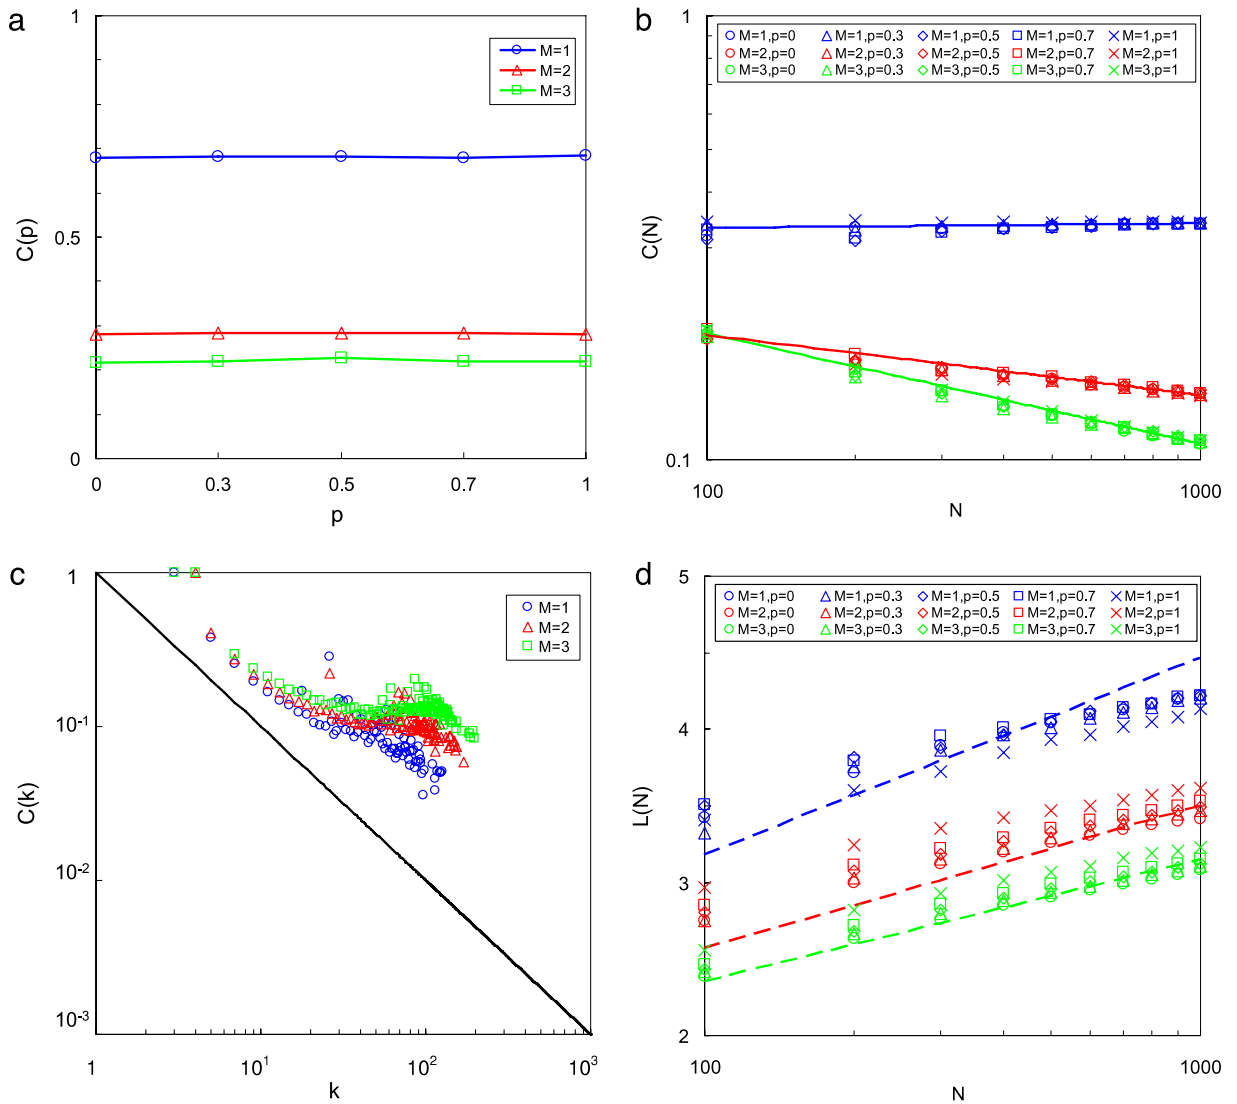 a
1
0.5
0
C(p)
0
0.3
0.5
0.7
1
p
M=1
M=2
M=3
b
1
0.1
C(N)
100
1000
N
M=1,p=0 M=1,p=0.3 M=1,p=0.5 M=1,p=0.7 M=1,p=1
M=2,p=0 M=2,p=0.3 M=2,p=0.5 M=2,p=0.7 M=2,p=1
M=3,p=0 M=3,p=0.3 M=3,p=0.5 M=3,p=0.7 M=3,p=1
c
1
10⁻¹
10⁻²
10⁻³
C(k)
1
10¹
10²
10³
k
M=1
M=2
M=3
d
5
4
3
2
L(N)
100
1000
N
M=1,p=0 M=1,p=0.3 M=1,p=0.5 M=1,p=0.7 M=1,p=1
M=2,p=0 M=2,p=0.3 M=2,p=0.5 M=2,p=0.7 M=2,p=1
M=3,p=0 M=3,p=0.3 M=3,p=0.5 M=3,p=0.7 M=3,p=1